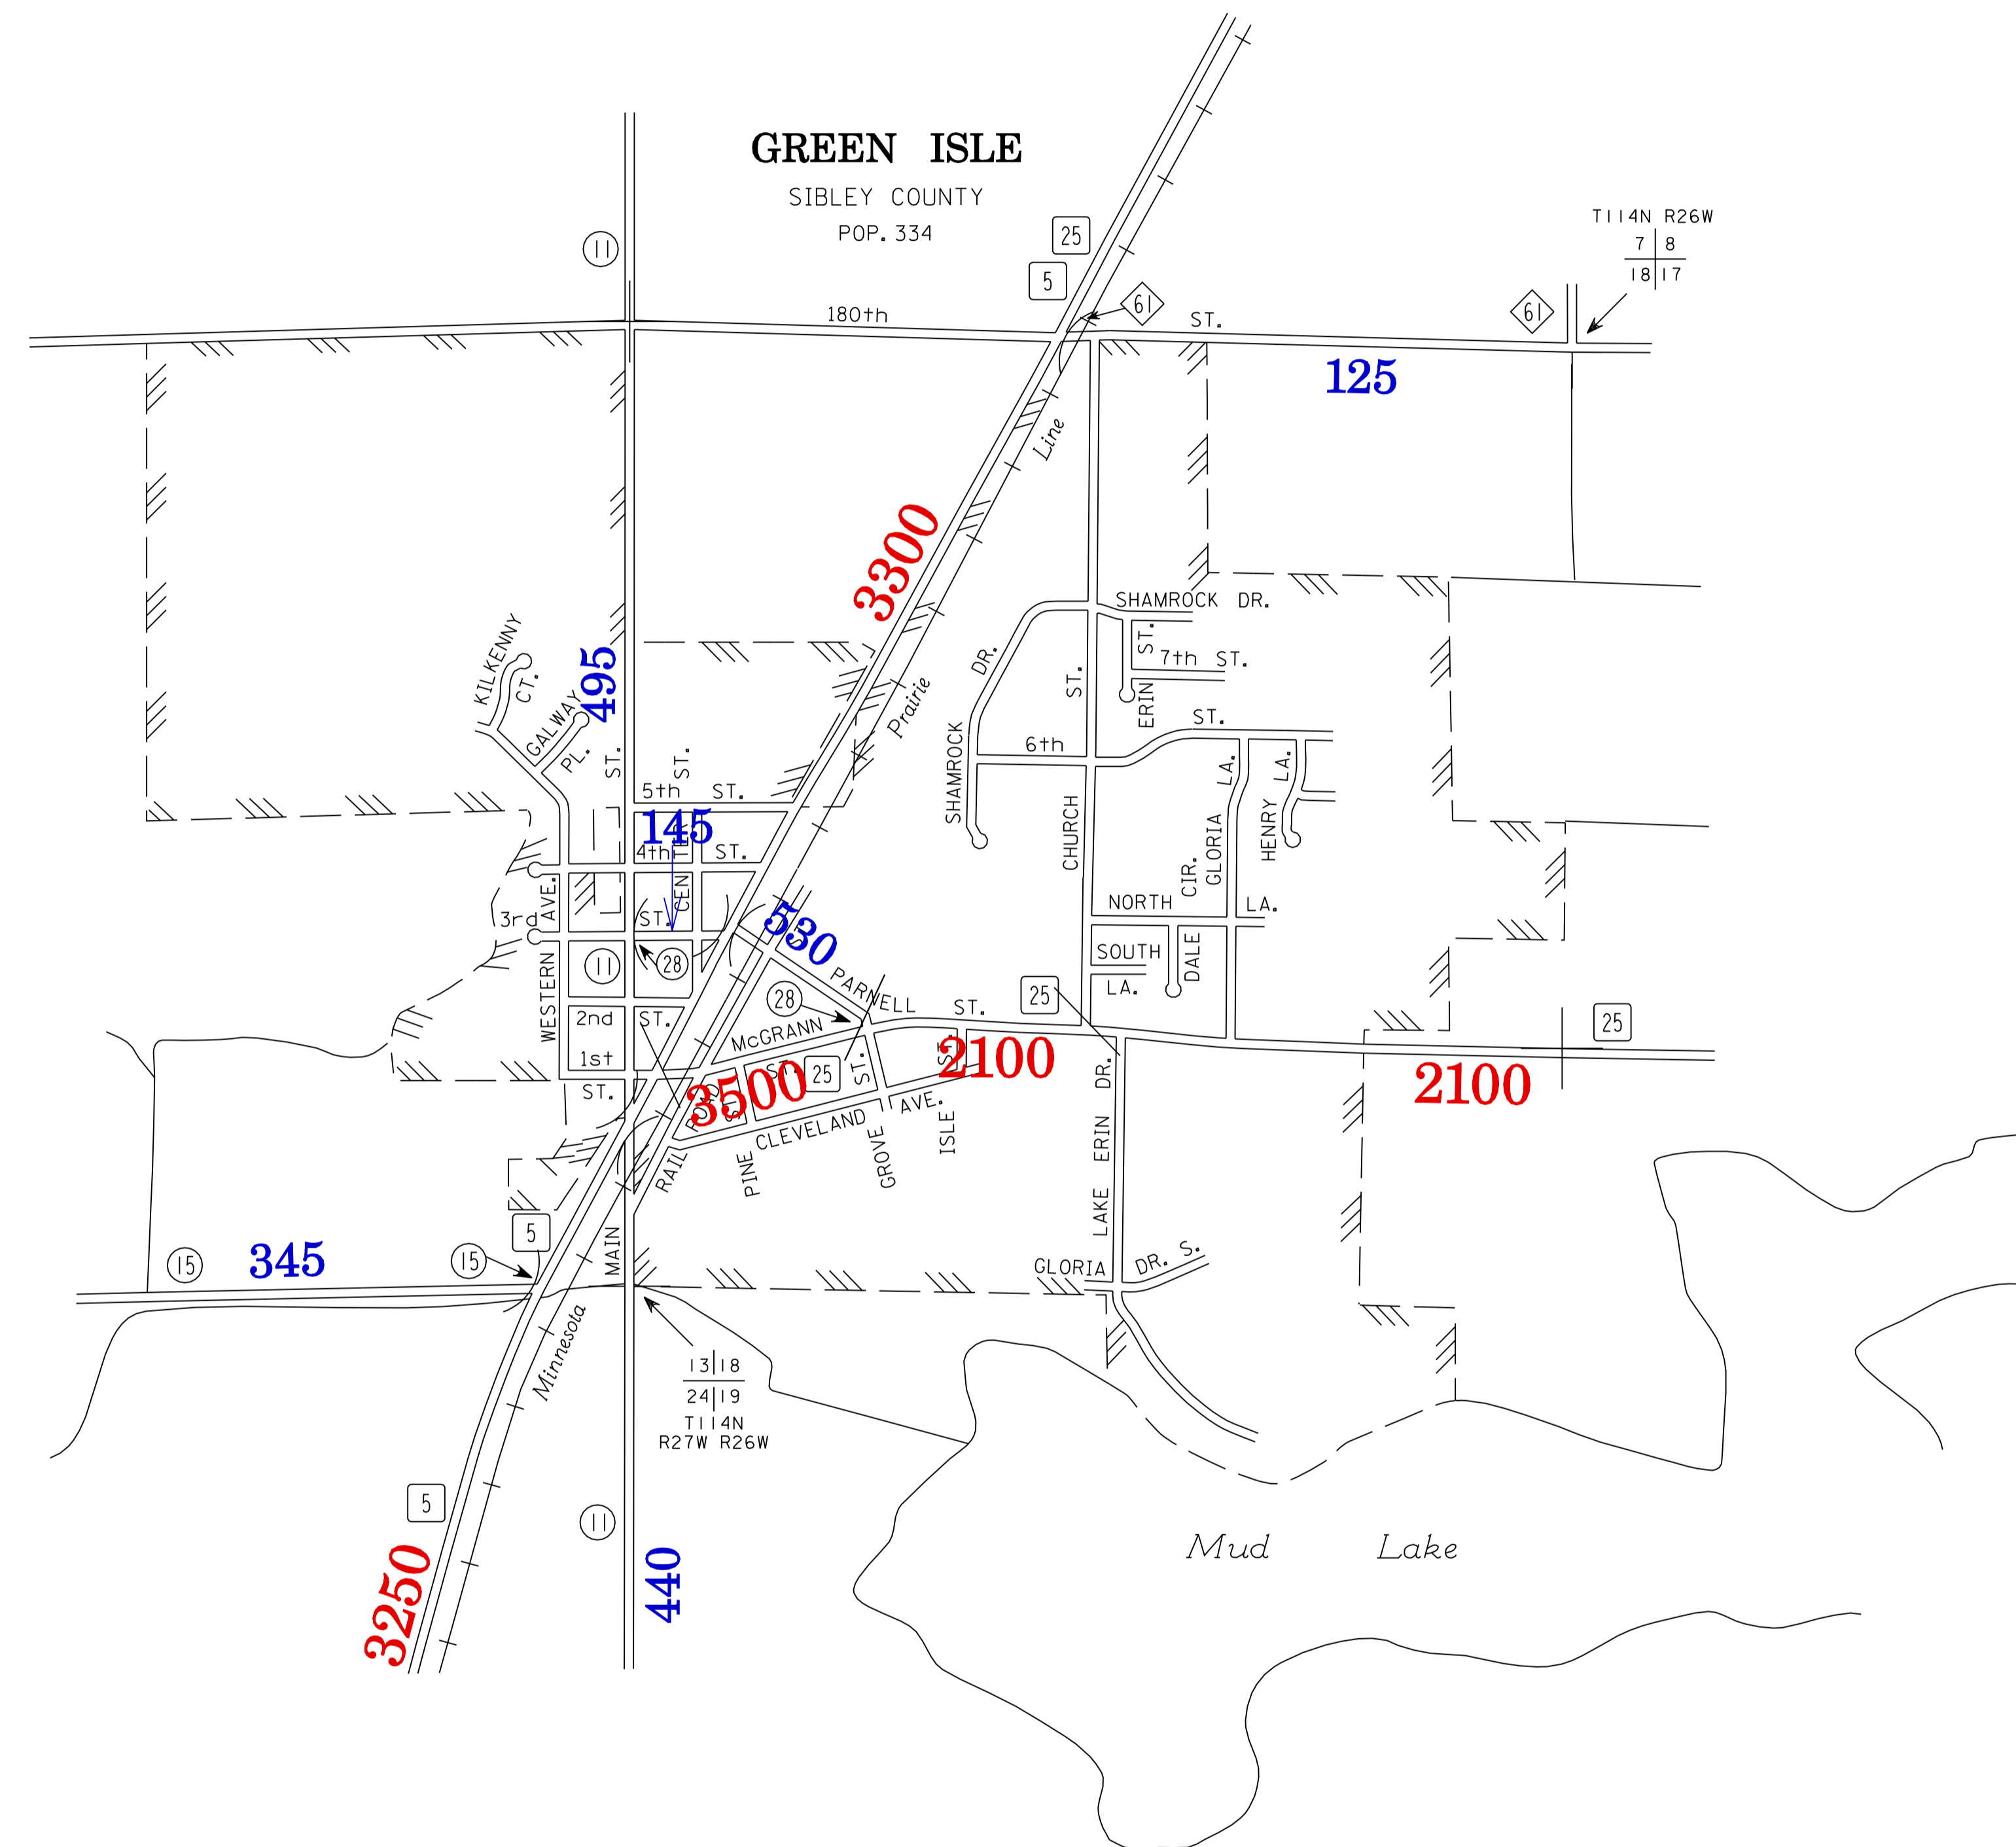 GREEN ISLE
SIBLEY COUNTY
POP. 334
25
5
11
T114N R26W
7 8
18 17
61
61
180th
ST.
125
Line
3300
SHAMROCK DR.
ST.
7th ST.
ERIN
DR.
ST.
KILKENNY
CT.
495
GALWAY
PL.
ST.
ST.
Prairie
SHAMROCK
6th
ST.
LA.
LA.
5th ST.
145
4th ST.
CENTER
CHURCH
GLORIA
HENRY
CIR.
NORTH LA.
AVE.
3rd
ST.
530
ST.
SOUTH
LA.
DALE
WESTERN
11
28
28
PARNELL ST.
25
25
2nd ST.
McGRANN
ST.
1st
ST.
25
ST.
ST.
2100
2100
3500
ROAD
ST.
RAIL
PINE
CLEVELAND AVE.
GROVE
ISLE
LAKE ERIN DR.
MAIN
5
15
345
15
GLORIA DR. S.
Minnesota
13 18
24 19
T114N
R27W R26W
5
11
3250
440
Mud Lake